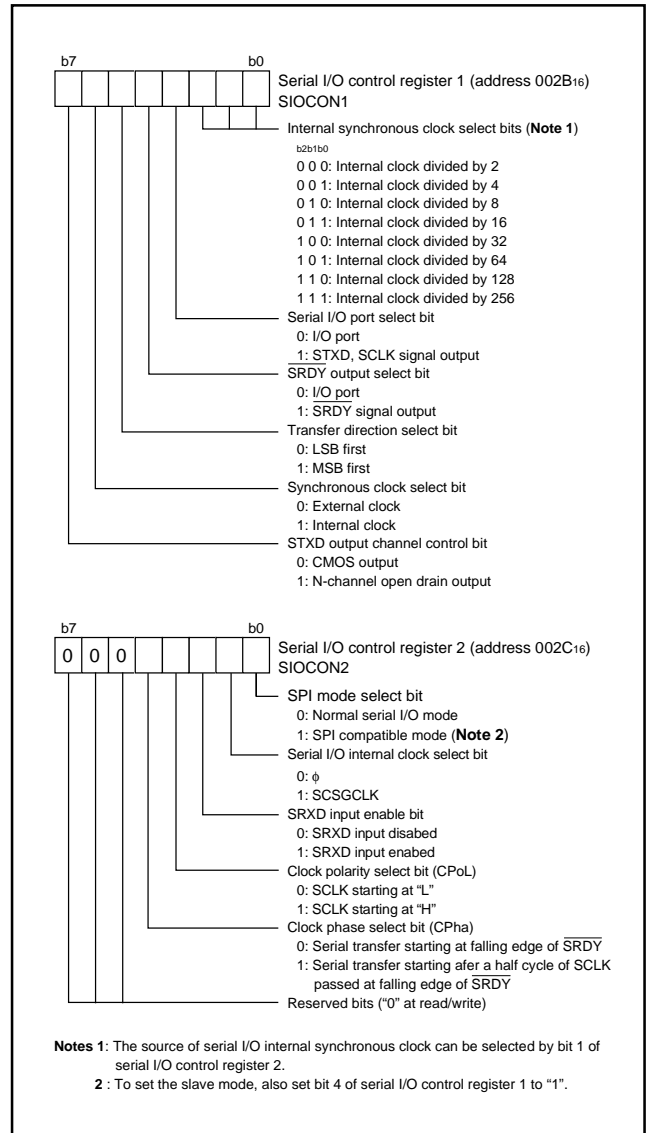 b7 b0
Serial I/O control register 1 (address 002B16)
SIOCON1
Internal synchronous clock select bits (Note 1)
b2b1b0
0 0 0: Internal clock divided by 2
0 0 1: Internal clock divided by 4
0 1 0: Internal clock divided by 8
0 1 1: Internal clock divided by 16
1 0 0: Internal clock divided by 32
1 0 1: Internal clock divided by 64
1 1 0: Internal clock divided by 128
1 1 1: Internal clock divided by 256
Serial I/O port select bit
0: I/O port
1: STXD, SCLK signal output
SRDY output select bit
0: I/O port
1: SRDY signal output
Transfer direction select bit
0: LSB first
1: MSB first
Synchronous clock select bit
0: External clock
1: Internal clock
STXD output channel control bit
0: CMOS output
1: N-channel open drain output
b7 b0
0 0 0
Serial I/O control register 2 (address 002C16)
SIOCON2
SPI mode select bit
0: Normal serial I/O mode
1: SPI compatible mode (Note 2)
Serial I/O internal clock select bit
0: ϕ
1: SCSGCLK
SRXD input enable bit
0: SRXD input disabed
1: SRXD input enabed
Clock polarity select bit (CPoL)
0: SCLK starting at “L”
1: SCLK starting at “H”
Clock phase select bit (CPha)
0: Serial transfer starting at falling edge of SRDY
1: Serial transfer starting afer a half cycle of SCLK
passed at falling edge of SRDY
Reserved bits (“0” at read/write)
Notes 1: The source of serial I/O internal synchronous clock can be selected by bit 1 of
serial I/O control register 2.
2 : To set the slave mode, also set bit 4 of serial I/O control register 1 to “1”.